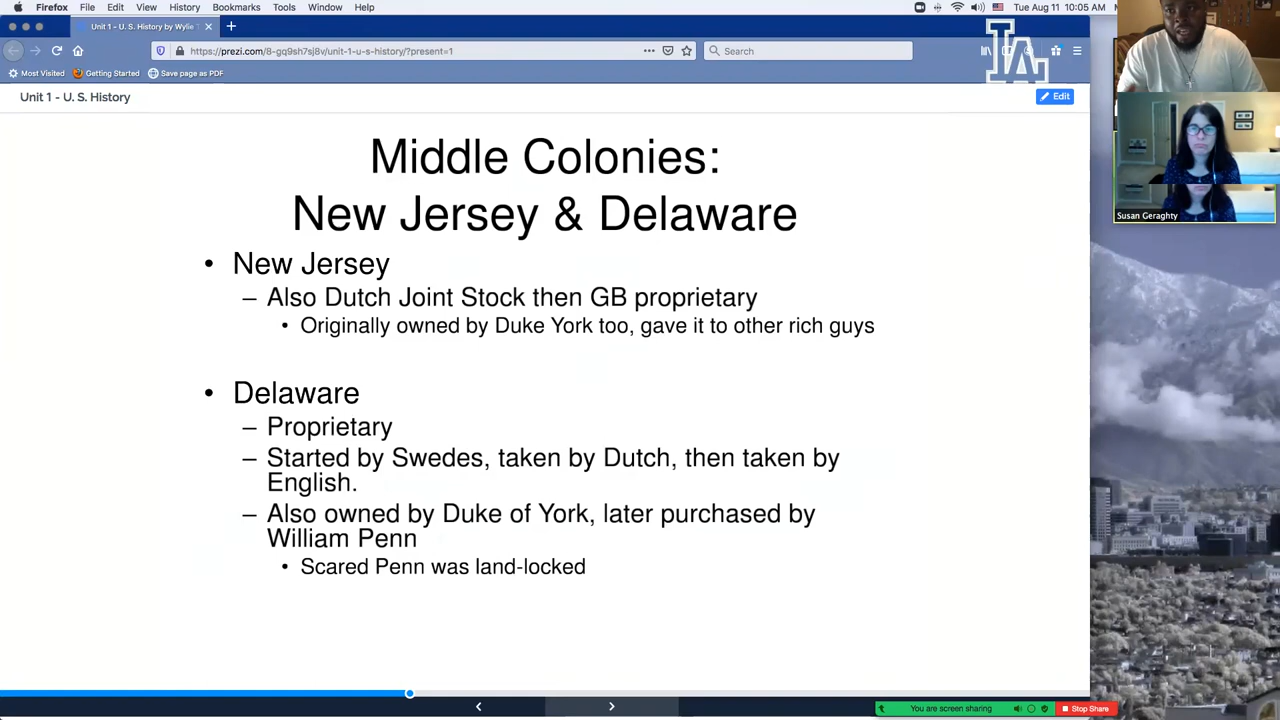 Firefox File Edit View History Bookmarks Tools Window Help Tue Aug 11 10:05 AM
Unit 1 - U. S. History by Wylie
https://prezi.com/8-gq9sh7sj8v/unit-1-u-s-history/?present=1
Search
LA
Most Visited Getting Started Save page as PDF
Unit 1 - U. S. History
Edit
Middle Colonies:
New Jersey & Delaware
• New Jersey
– Also Dutch Joint Stock then GB proprietary
• Originally owned by Duke York too, gave it to other rich guys
• Delaware
– Proprietary
– Started by Swedes, taken by Dutch, then taken by
English.
– Also owned by Duke of York, later purchased by
William Penn
• Scared Penn was land-locked
Susan Geraghty
You are screen sharing
Stop Share